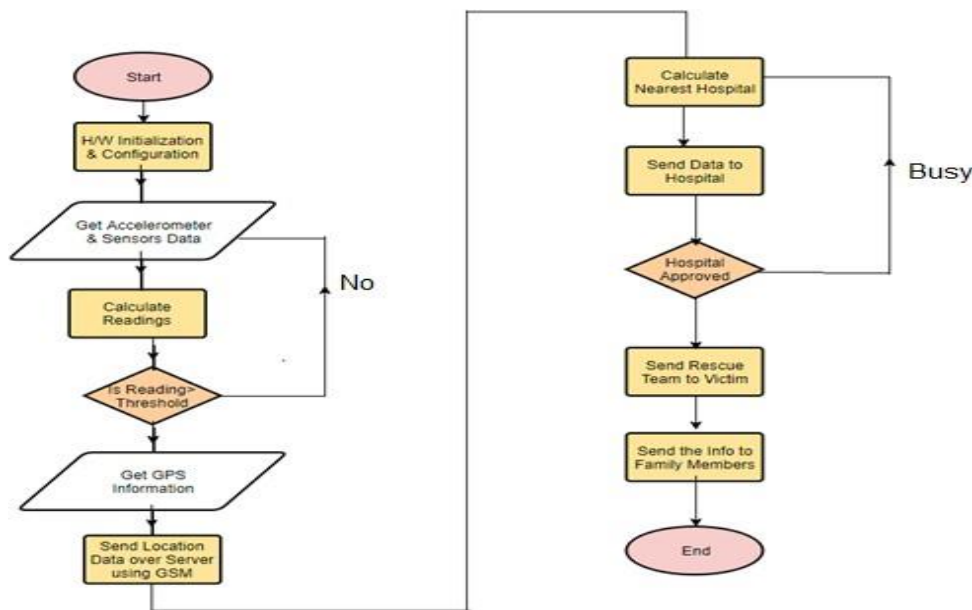 Start
H/W Initialization
& Configuration
Get Accelerometer
& Sensors Data
No
Calculate
Readings
Is Reading>
Threshold
Get GPS
Information
Send Location
Data over Server
using GSM
Calculate
Nearest Hospital
Send Data to
Hospital
Busy
Hospital
Approved
Send Rescue
Team to Victim
Send the Info to
Family Members
End